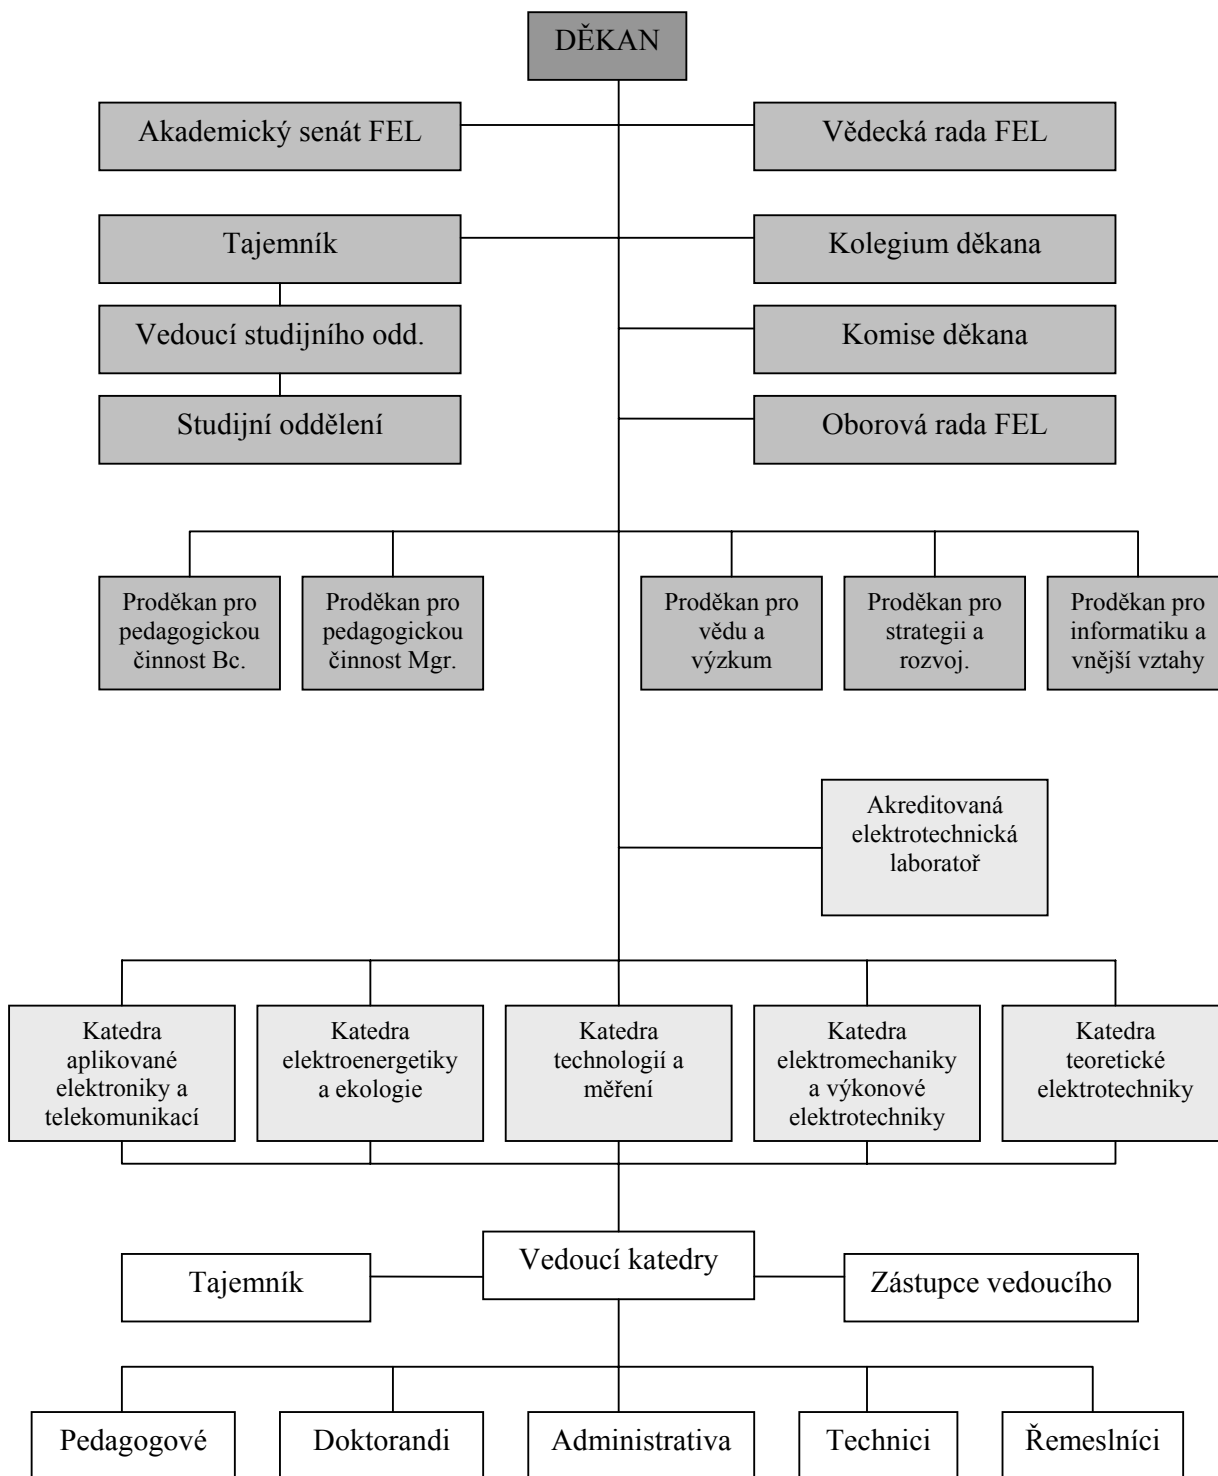 DĚKAN
Akademický senát FEL
Vědecká rada FEL
Tajemník
Kolegium děkana
Vedoucí studijního odd.
Komise děkana
Studijní oddělení
Oborová rada FEL
Proděkan pro
pedagogickou
činnost Bc.
Proděkan pro
pedagogickou
činnost Mgr.
Proděkan pro
vědu a
výzkum
Proděkan pro
strategii a
rozvoj.
Proděkan pro
informatiku a
vnější vztahy
Akreditovaná
elektrotechnická
laboratoř
Katedra
aplikované
elektroniky a
telekomunikací
Katedra
elektroenergetiky
a ekologie
Katedra
technologií a
měření
Katedra
elektromechaniky
a výkonové
elektrotechniky
Katedra
teoretické
elektrotechniky
Vedoucí katedry
Tajemník
Zástupce vedoucího
Pedagogové
Doktorandi
Administrativa
Technici
Řemeslníci